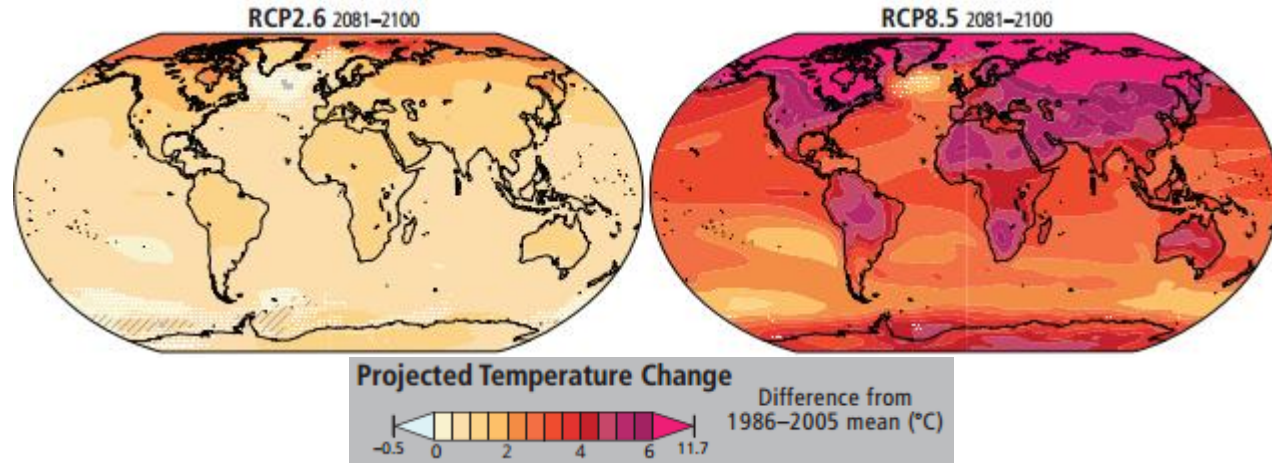 RCP2.6 2081–2100
RCP8.5 2081–2100
Projected Temperature Change
Difference from
1986–2005 mean (°C)
−0.5 0 2 4 6 11.7